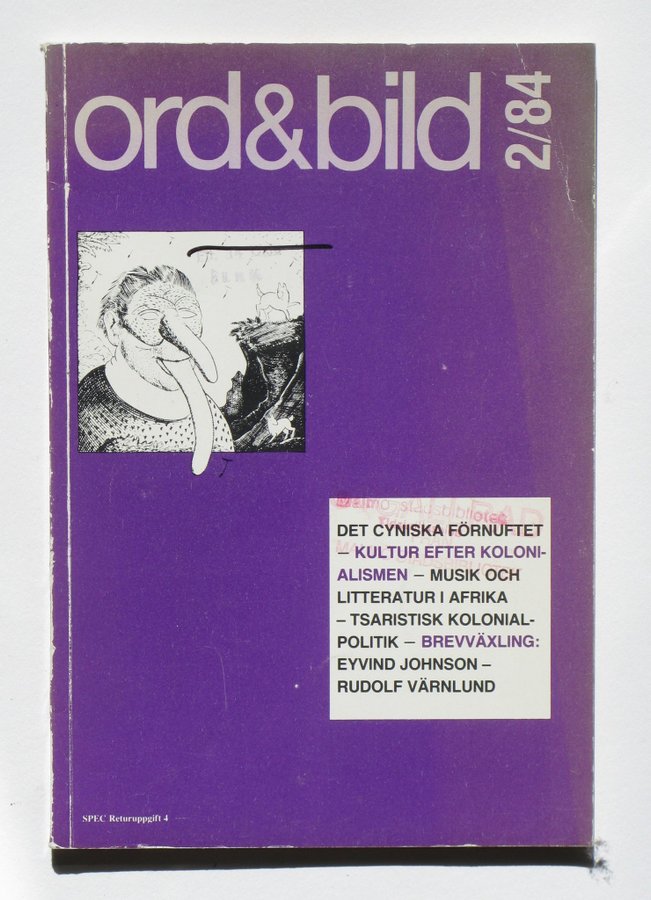 ord&bild
2/84
DET CYNISKA FÖRNUFTET
– KULTUR EFTER KOLONI-
ALISMEN – MUSIK OCH
LITTERATUR I AFRIKA
– TSARISTISK KOLONIAL-
POLITIK – BREVVÄXLING:
EYVIND JOHNSON –
RUDOLF VÄRNLUND
SPEC Returuppgift 4